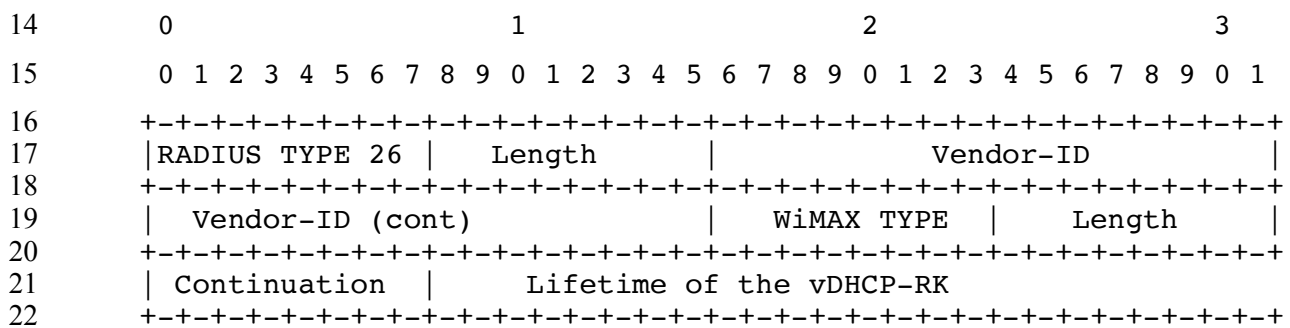 14 0 1 2 3
15 0 1 2 3 4 5 6 7 8 9 0 1 2 3 4 5 6 7 8 9 0 1 2 3 4 5 6 7 8 9 0 1
16 +-+-+-+-+-+-+-+-+-+-+-+-+-+-+-+-+-+-+-+-+-+-+-+-+-+-+-+-+-+-+-+-+
17 |RADIUS TYPE 26 | Length | Vendor-ID |
18 +-+-+-+-+-+-+-+-+-+-+-+-+-+-+-+-+-+-+-+-+-+-+-+-+-+-+-+-+-+-+-+-+
19 | Vendor-ID (cont) | WiMAX TYPE | Length |
20 +-+-+-+-+-+-+-+-+-+-+-+-+-+-+-+-+-+-+-+-+-+-+-+-+-+-+-+-+-+-+-+-+
21 | Continuation | Lifetime of the vDHCP-RK
22 +-+-+-+-+-+-+-+-+-+-+-+-+-+-+-+-+-+-+-+-+-+-+-+-+-+-+-+-+-+-+-+-+